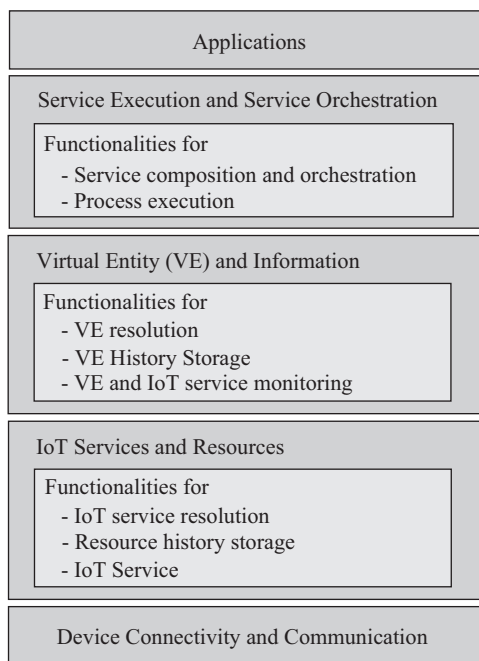 Applications
Service Execution and Service Orchestration
Functionalities for
- Service composition and orchestration
- Process execution
Virtual Entity (VE) and Information
Functionalities for
- VE resolution
- VE History Storage
- VE and IoT service monitoring
IoT Services and Resources
Functionalities for
- IoT service resolution
- Resource history storage
- IoT Service
Device Connectivity and Communication